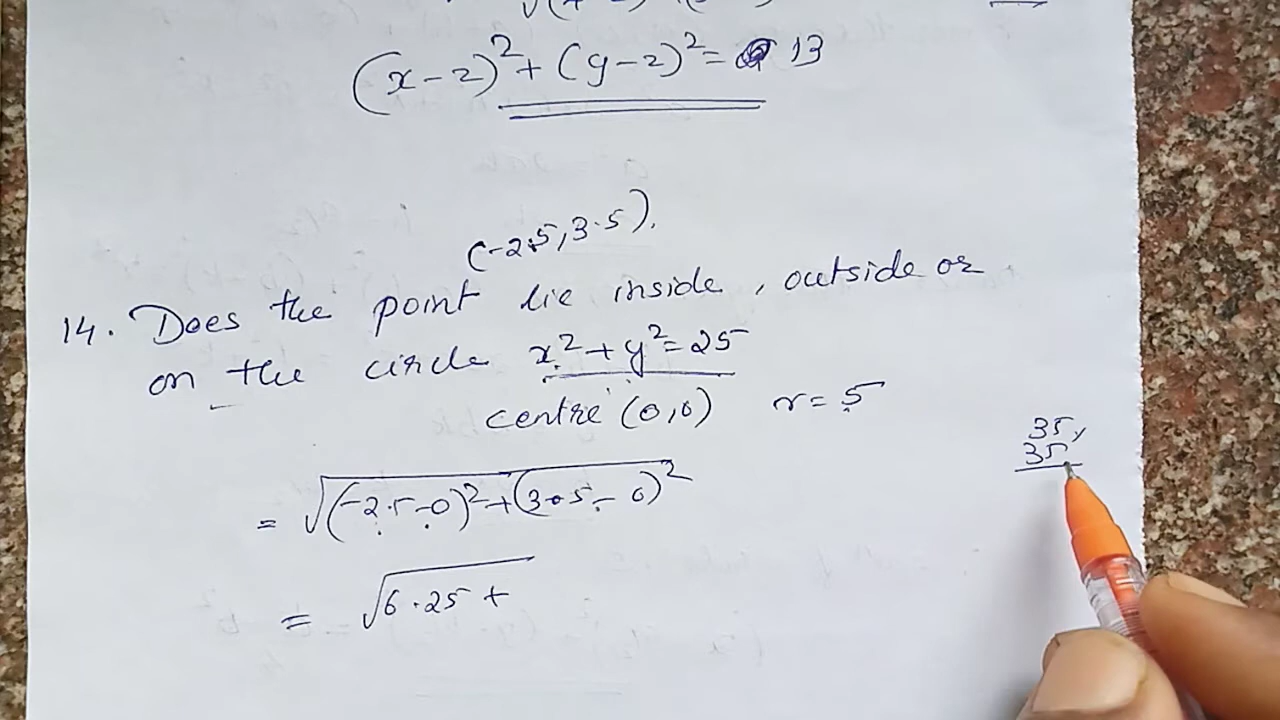 (x-2)²+(y-2)²= 13
(-2.5,3.5).
14. Does the point lie inside, outside or
on the circle x²+y²=25
centre (0,0) r=5
35
35
= √(-2.5-0)²+(3.5-0)²
= √6.25+